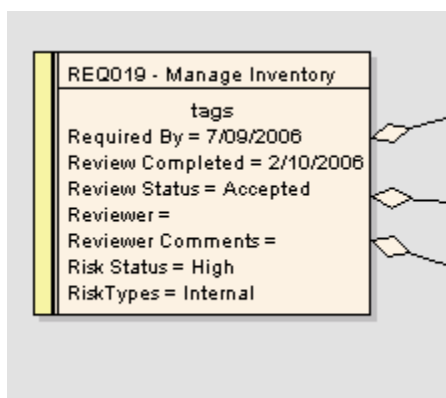 REQ019 - Manage Inventory
tags
Required By = 7/09/2006
Review Completed = 2/10/2006
Review Status = Accepted
Reviewer =
Reviewer Comments =
Risk Status = High
RiskTypes = Internal